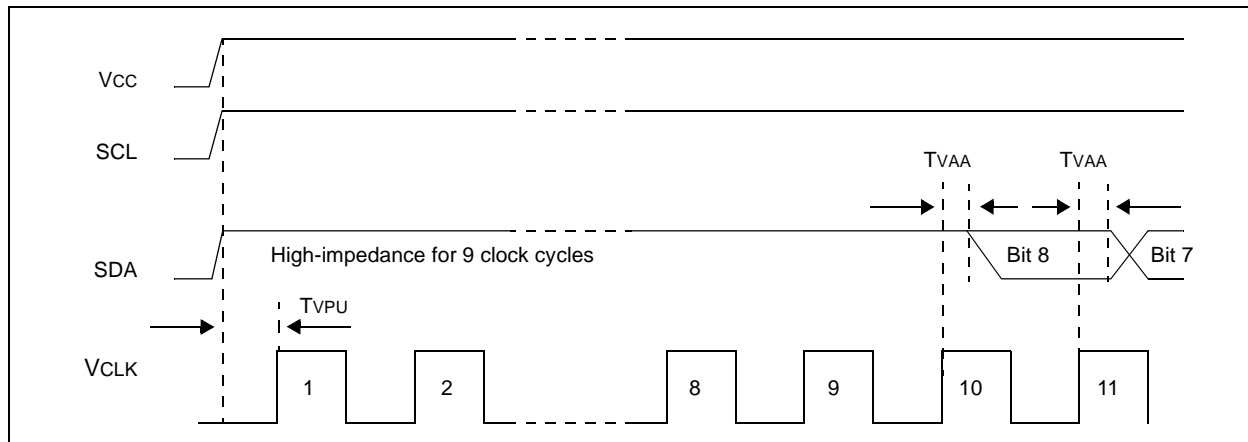 VCC
SCL
TVAA TVAA
SDA
High-impedance for 9 clock cycles
Bit 8 Bit 7
TVPU
VCLK
1 2 8 9 10 11